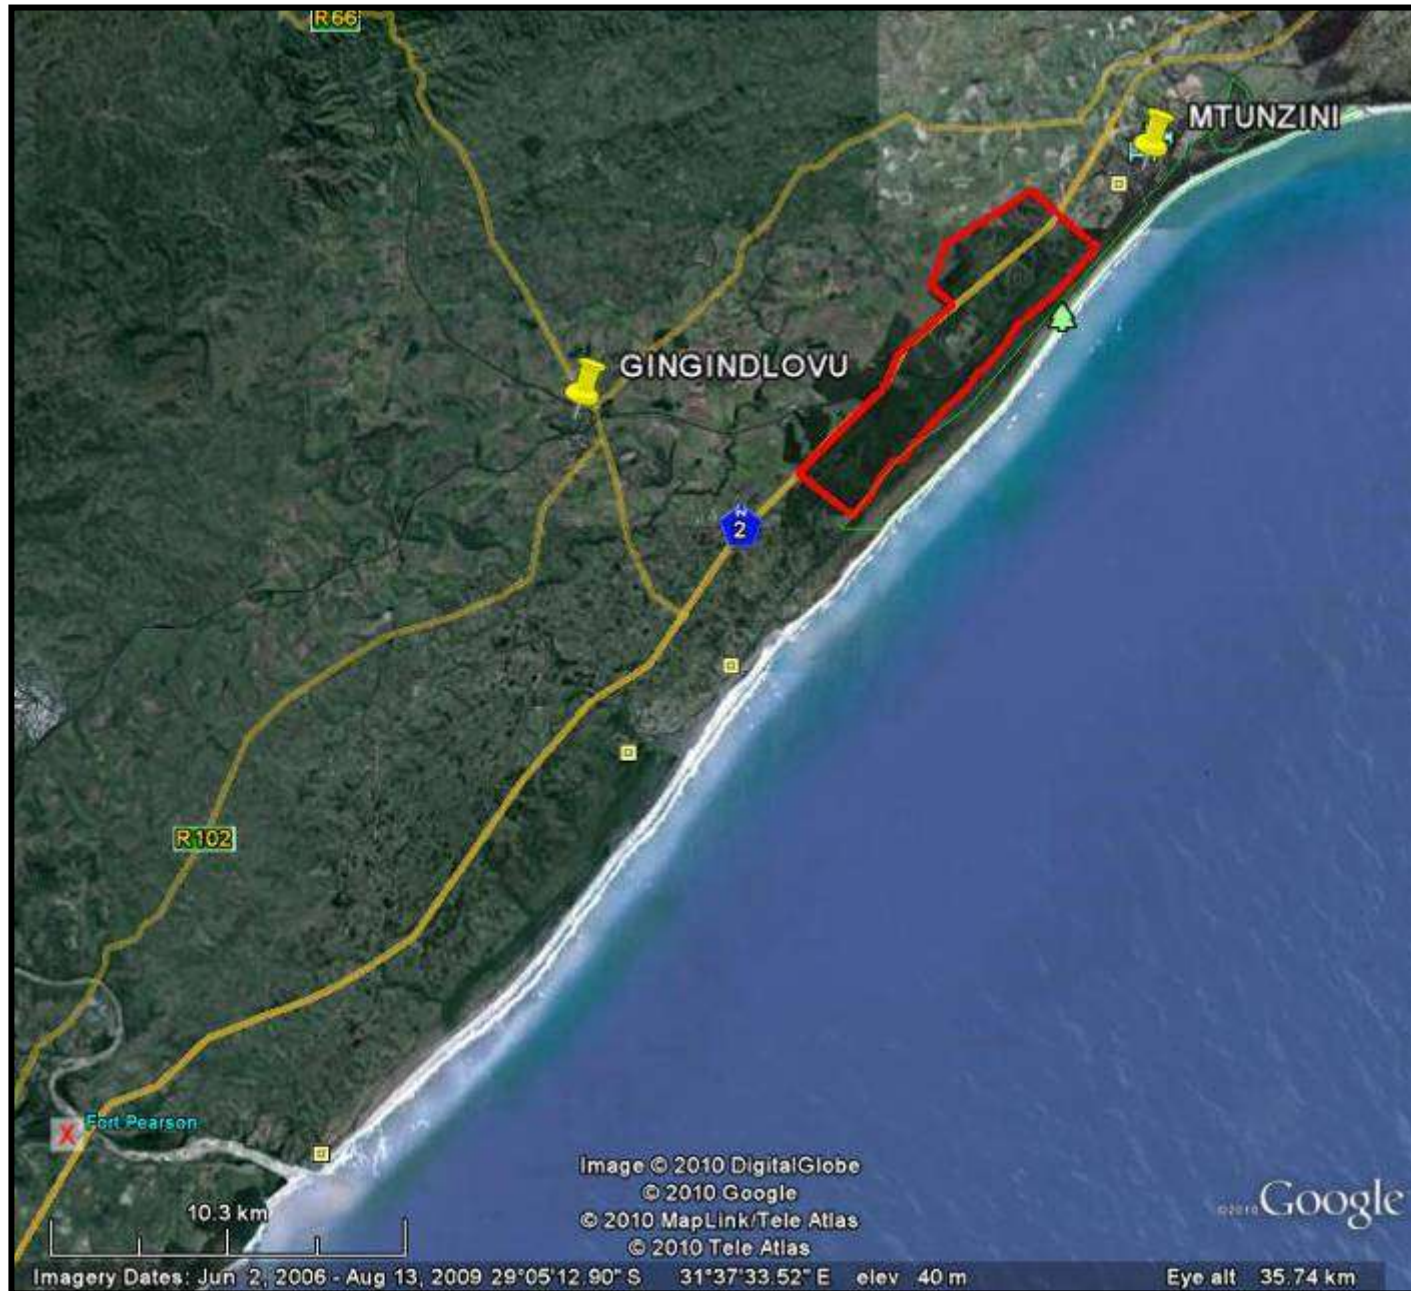 R66
MTUNZINI
GINGINDLOVU
N
2
R102
Fort Pearson
10.3 km
Image © 2010 DigitalGlobe
© 2010 Google
© 2010 MapLink/Tele Atlas
© 2010 Tele Atlas
©2010 Google
Imagery Dates: Jun 2, 2006 - Aug 13, 2009 29°05'12.90" S 31°37'33.52" E elev 40 m Eye alt 35.74 km